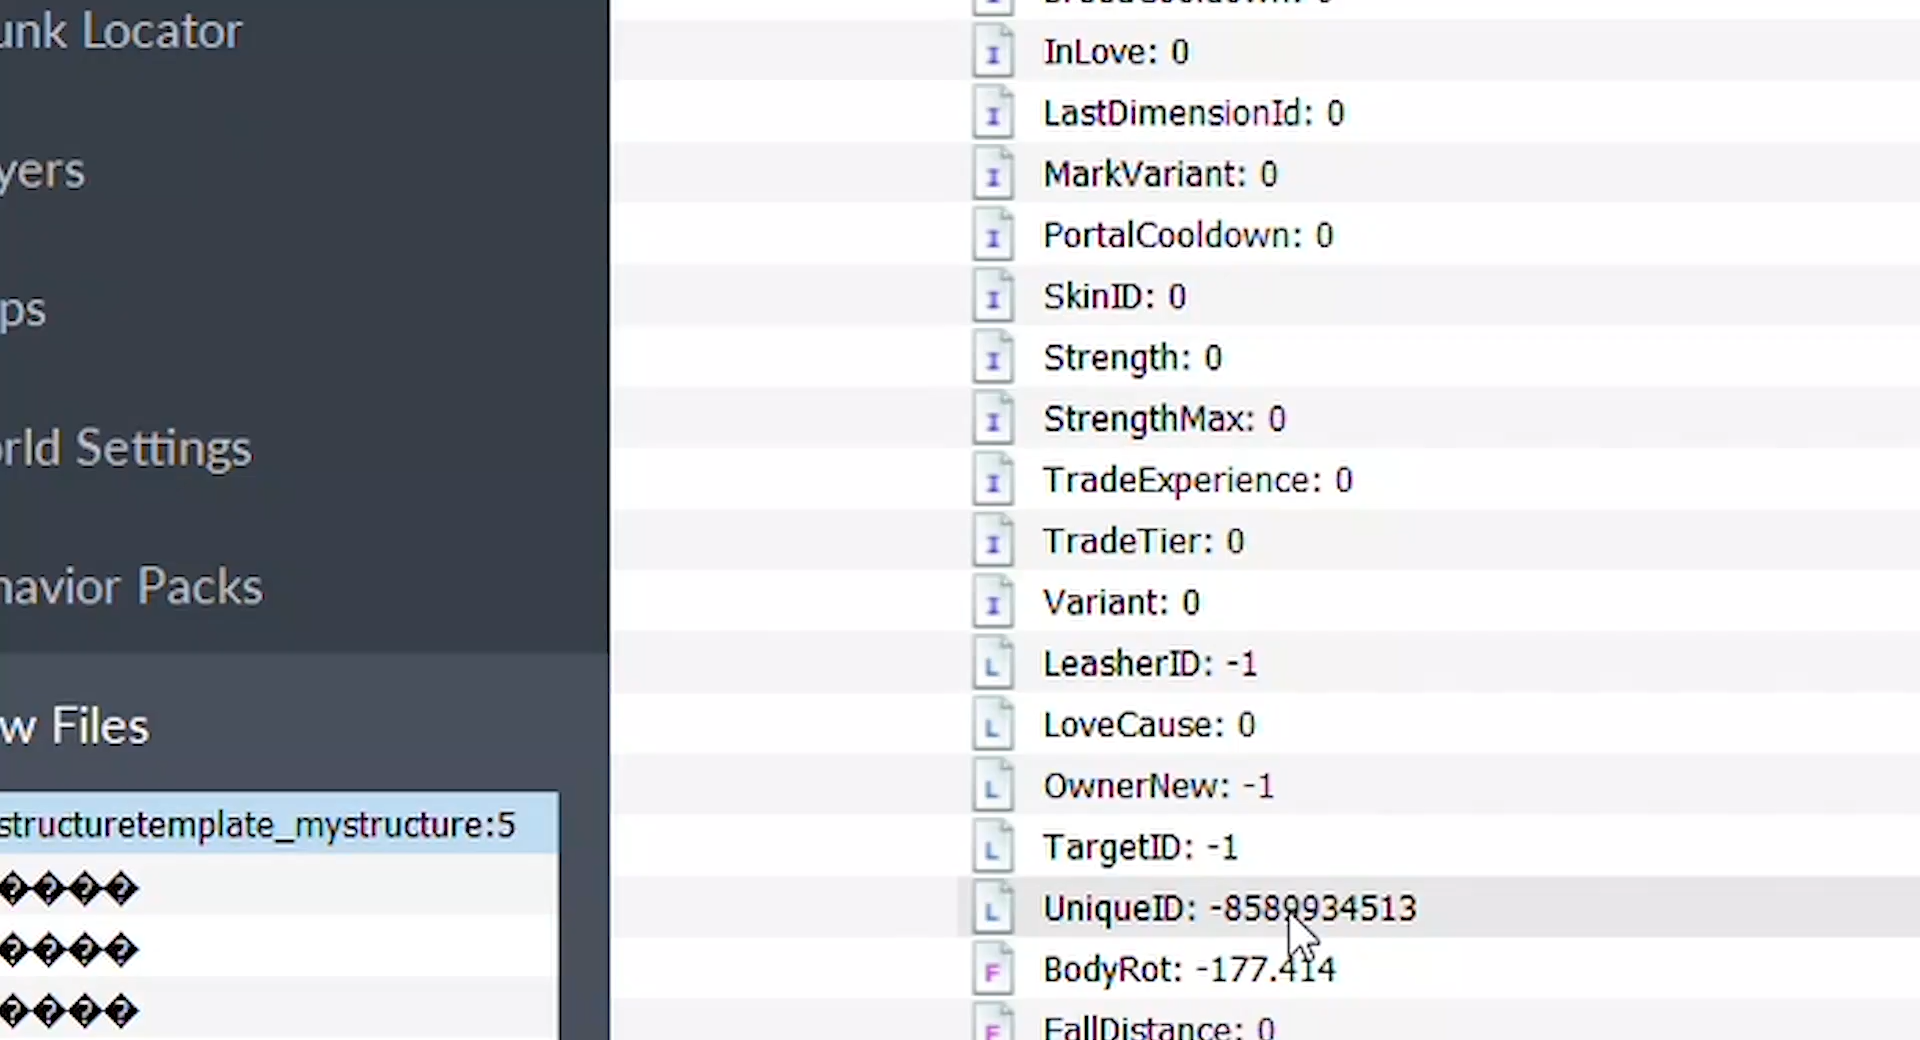 unk Locator
yers
ps
rld Settings
havior Packs
w Files
structuretemplate_mystructure:5
InLove: 0
LastDimensionId: 0
MarkVariant: 0
PortalCooldown: 0
SkinID: 0
Strength: 0
StrengthMax: 0
TradeExperience: 0
TradeTier: 0
Variant: 0
LeasherID: -1
LoveCause: 0
OwnerNew: -1
TargetID: -1
UniqueID: -8589934513
BodyRot: -177.414
FallDistance: 0